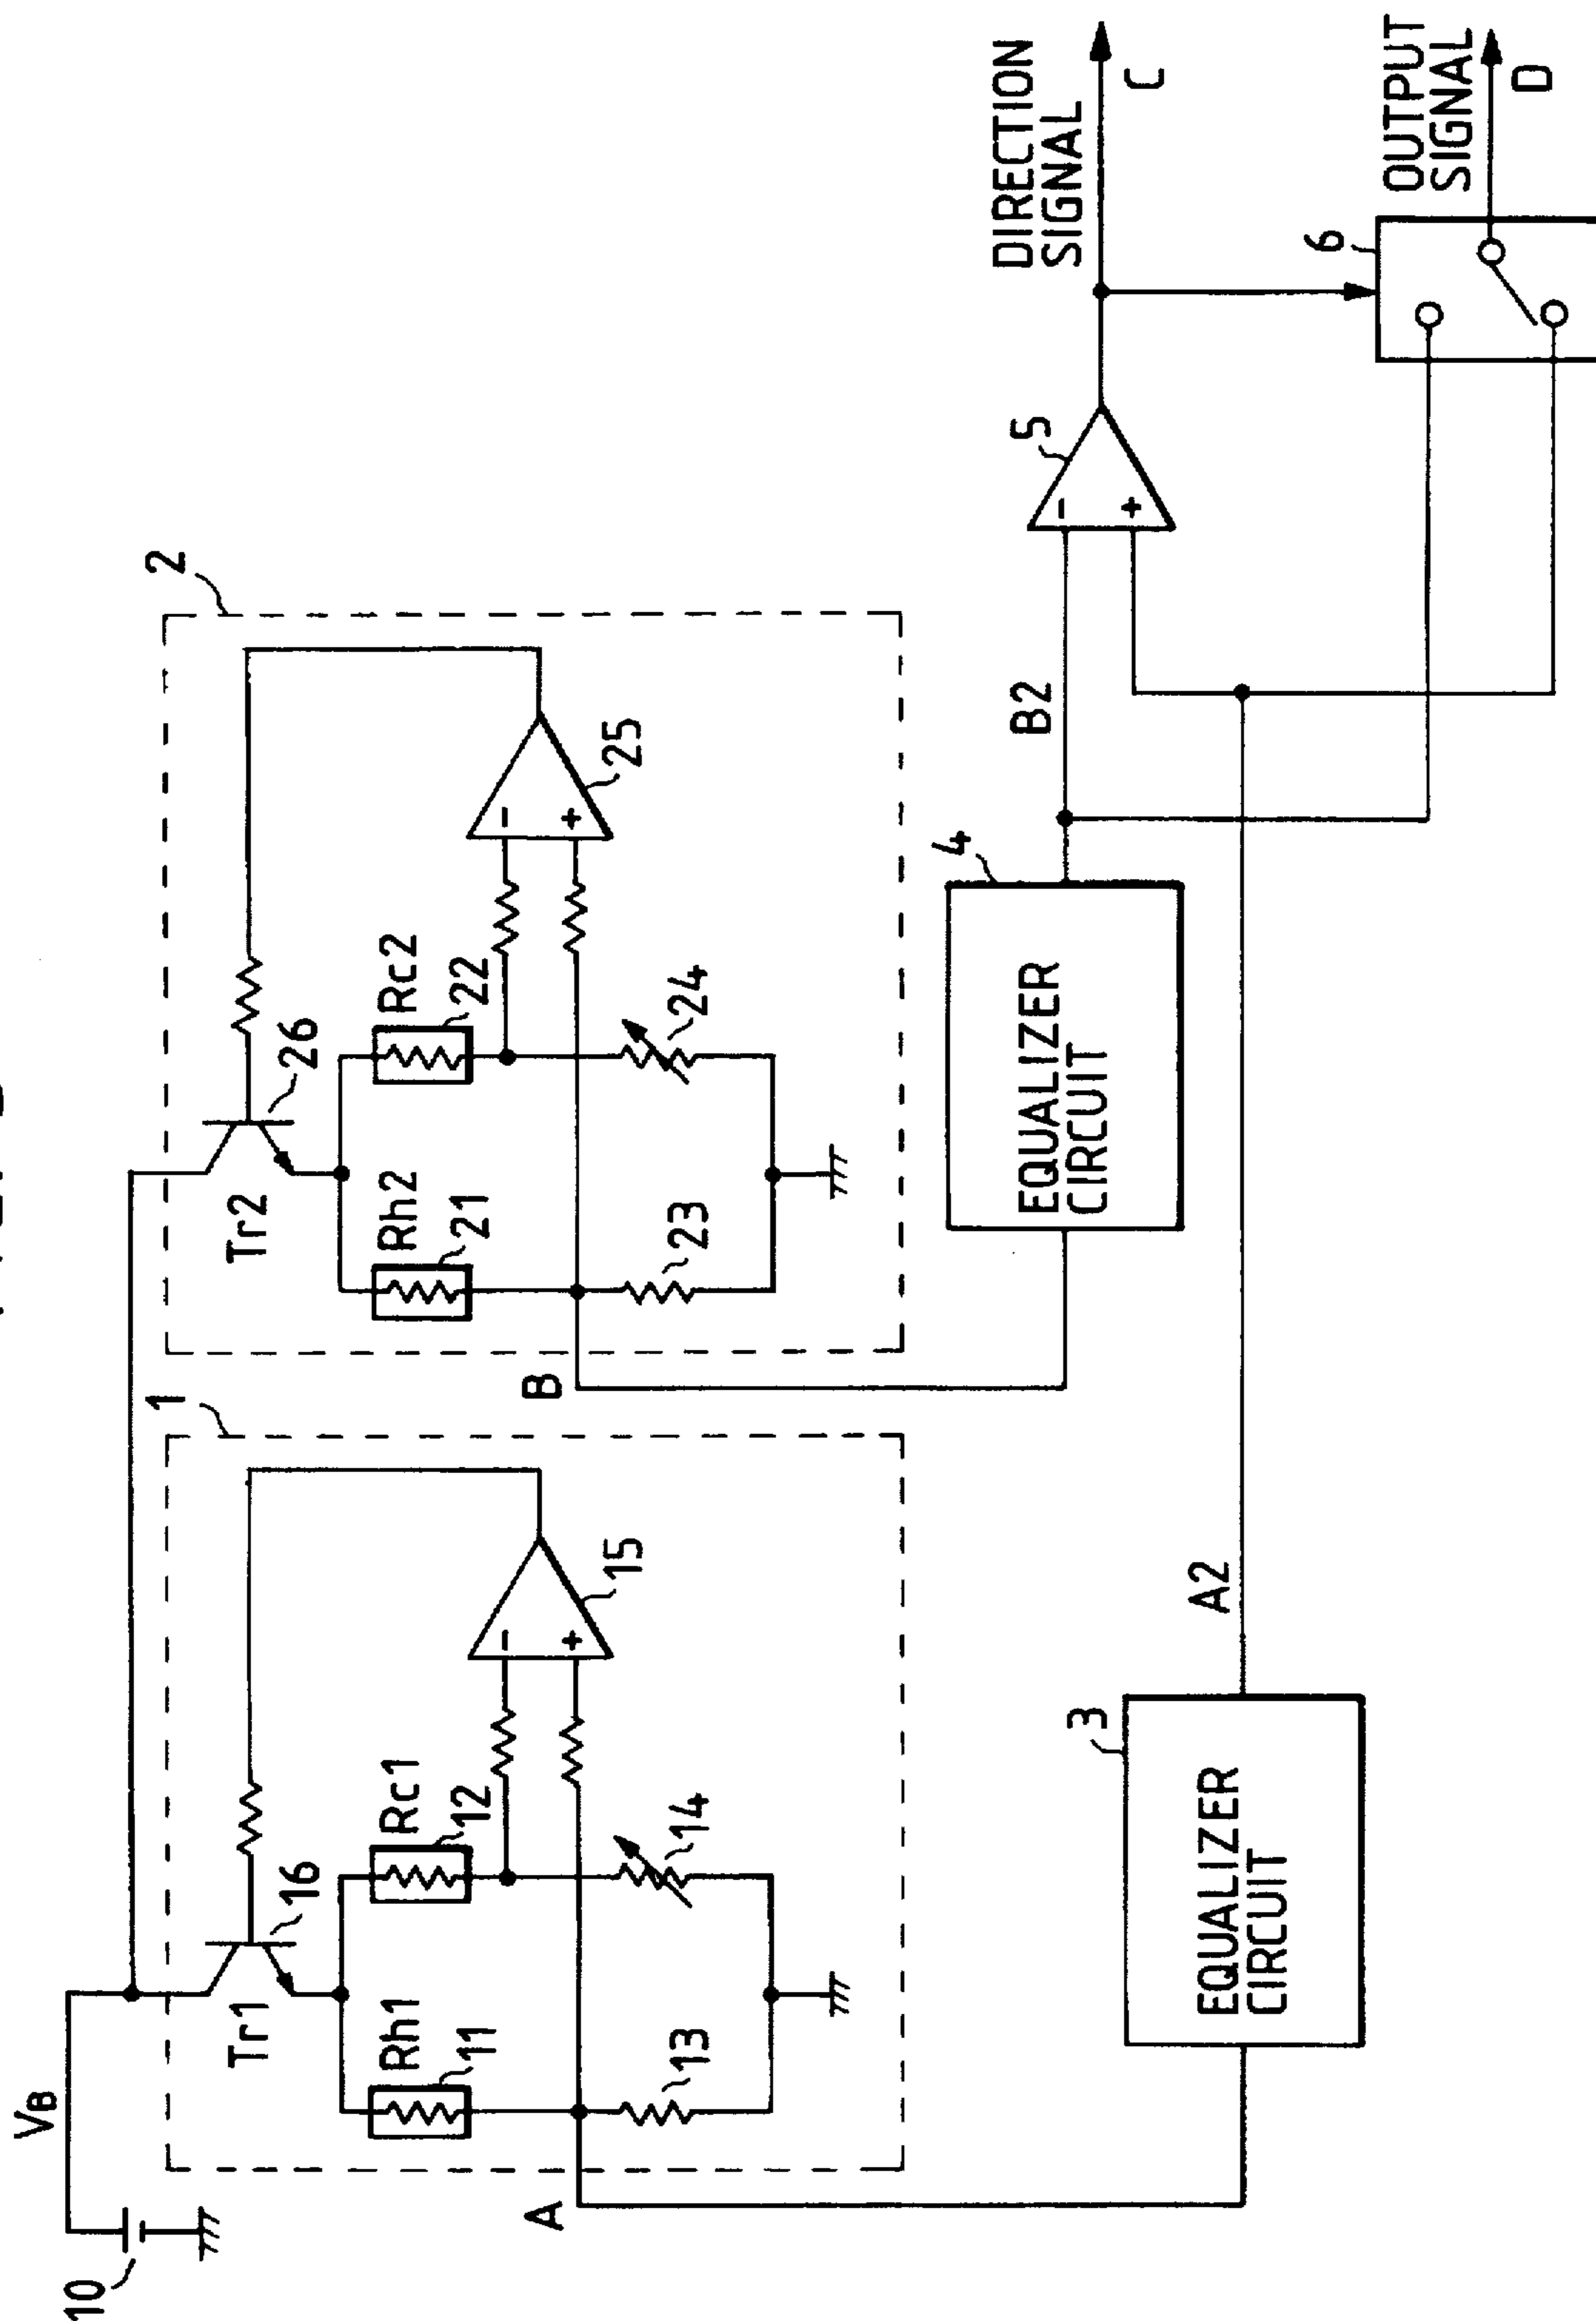 10
VB
1
Tr1
16
Rh1
11
Rc1
12
-
+
15
13
14
A
2
Tr2
26
Rh2
21
Rc2
22
-
+
25
23
24
B
3
EQUALIZER
CIRCUIT
A2
4
EQUALIZER
CIRCUIT
B2
5
-
+
DIRECTION
SIGNAL
C
6
OUTPUT
SIGNAL
D